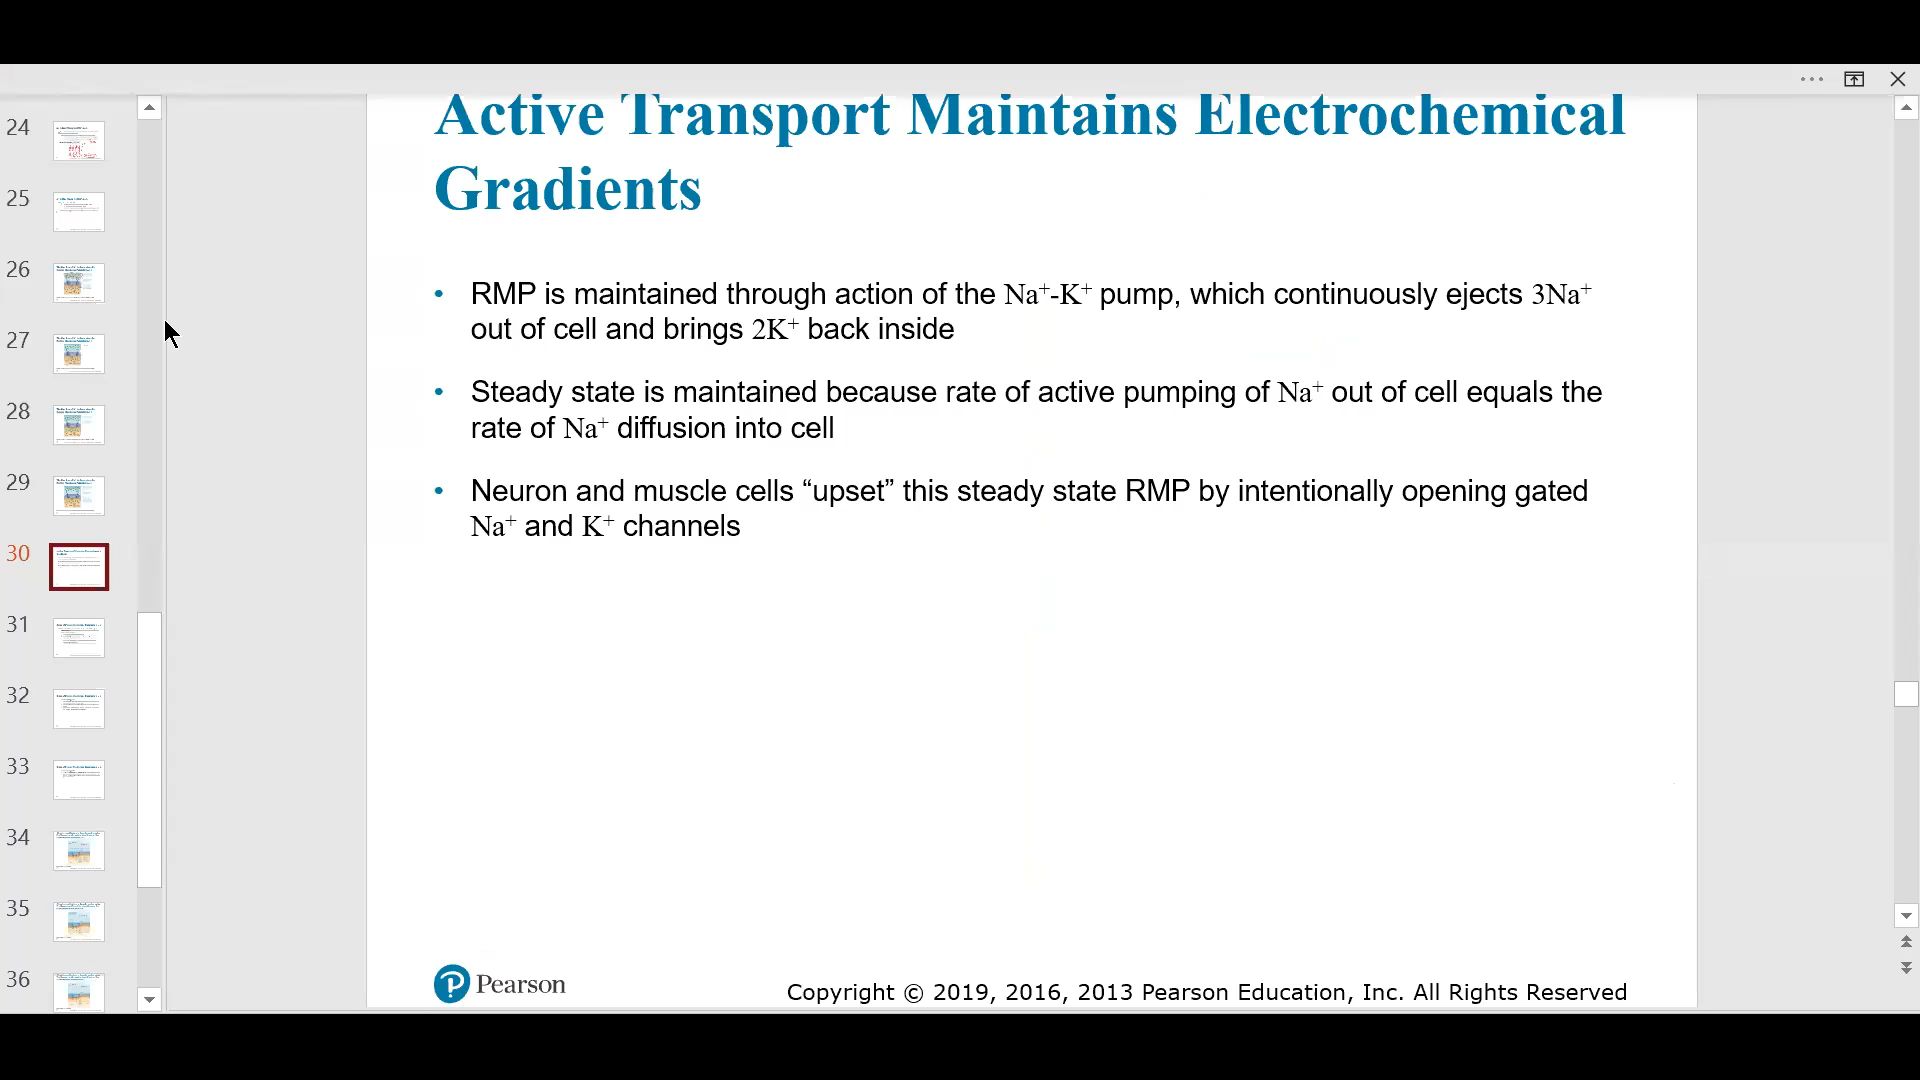 Active Transport Maintains Electrochemical
Gradients
• RMP is maintained through action of the Na⁺-K⁺ pump, which continuously ejects 3Na⁺
out of cell and brings 2K⁺ back inside
• Steady state is maintained because rate of active pumping of Na⁺ out of cell equals the
rate of Na⁺ diffusion into cell
• Neuron and muscle cells “upset” this steady state RMP by intentionally opening gated
Na⁺ and K⁺ channels
Pearson
Copyright © 2019, 2016, 2013 Pearson Education, Inc. All Rights Reserved
24
25
26
27
28
29
30
31
32
33
34
35
36